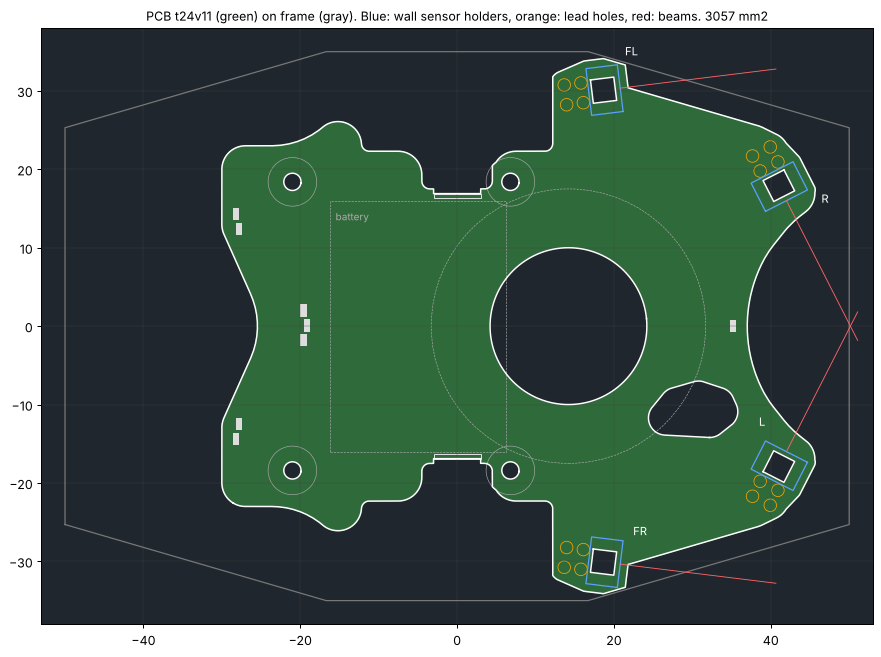 PCB t24v11 (green) on frame (gray). Blue: wall sensor holders, orange: lead holes, red: beams. 3057 mm2
FL
30
20
R
battery
10
0
−10
L
−20
FR
−30
−40
−20
0
20
40